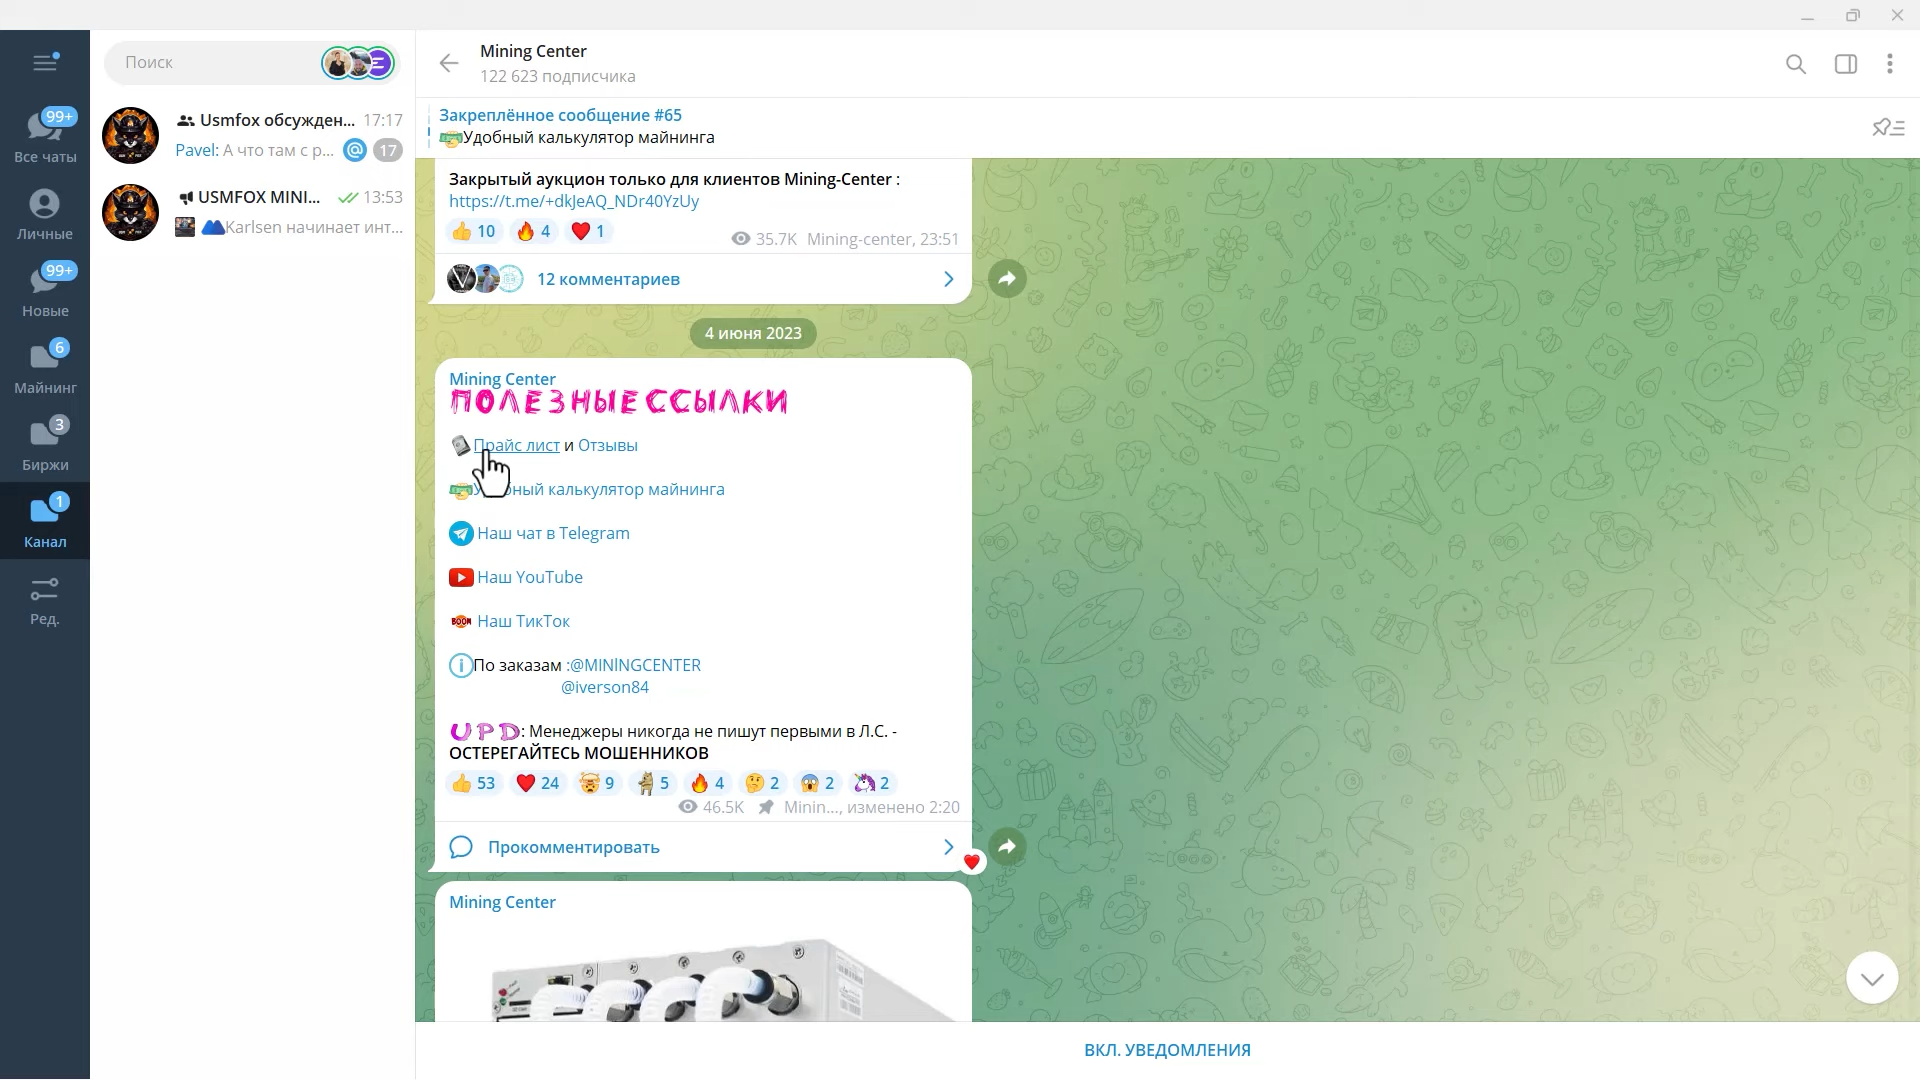 Поиск
Mining Center
122 623 подписчика
Закреплённое сообщение #65
Удобный калькулятор майнинга
99+
Все чаты
Личные
99+
Новые
6
Майнинг
3
Биржи
1
Канал
Ред.
Usmfox обсужден... 17:17
Pavel: А что там с р... @ 17
USMFOX MINI... 13:53
Karlsen начинает инт...
Закрытый аукцион только для клиентов Mining-Center :
https://t.me/+dkJeAQ_NDr40YzUy
10 4 1
35.7K Mining-center, 23:51
12 комментариев
4 июня 2023
Mining Center
ПОЛЕЗНЫЕ ССЫЛКИ
Прайс лист и Отзывы
ный калькулятор майнинга
Наш чат в Telegram
Наш YouTube
BOOM Наш ТикТок
По заказам :@MINlNGCENTER
@iverson84
UPD: Менеджеры никогда не пишут первыми в Л.С. -
ОСТЕРЕГАЙТЕСЬ МОШЕННИКОВ
53 24 9 5 4 2 2 2
46.5K Minin..., изменено 2:20
Прокомментировать
Mining Center
ВКЛ. УВЕДОМЛЕНИЯ